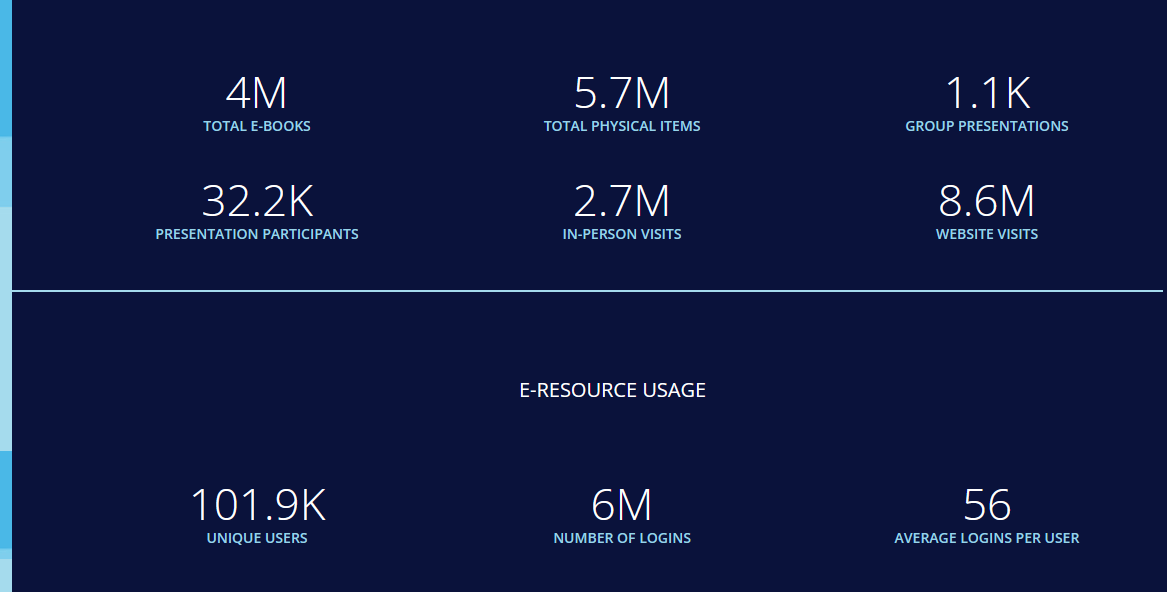 4M
TOTAL E-BOOKS
5.7M
TOTAL PHYSICAL ITEMS
1.1K
GROUP PRESENTATIONS
32.2K
PRESENTATION PARTICIPANTS
2.7M
IN-PERSON VISITS
8.6M
WEBSITE VISITS
E-RESOURCE USAGE
101.9K
UNIQUE USERS
6M
NUMBER OF LOGINS
56
AVERAGE LOGINS PER USER